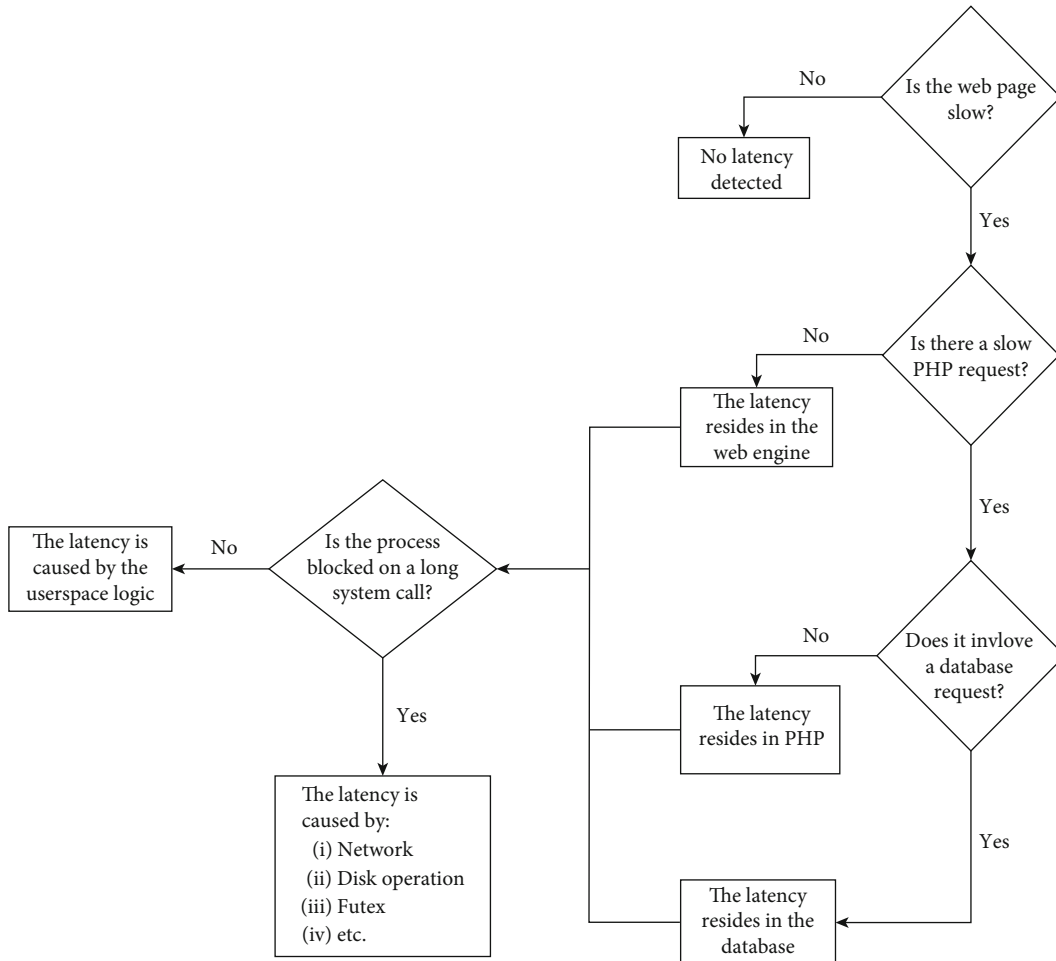 Is the web page
slow?
No
No latency
detected
Yes
Is there a slow
PHP request?
No
The latency
resides in the
web engine
Yes
Is the process
blocked on a long
system call?
No
The latency is
caused by the
userspace logic
Does it invlove
a database
request?
No
The latency
resides in PHP
Yes
The latency is
caused by:
(i) Network
(ii) Disk operation
(iii) Futex
(iv) etc.
Yes
The latency
resides in the
database